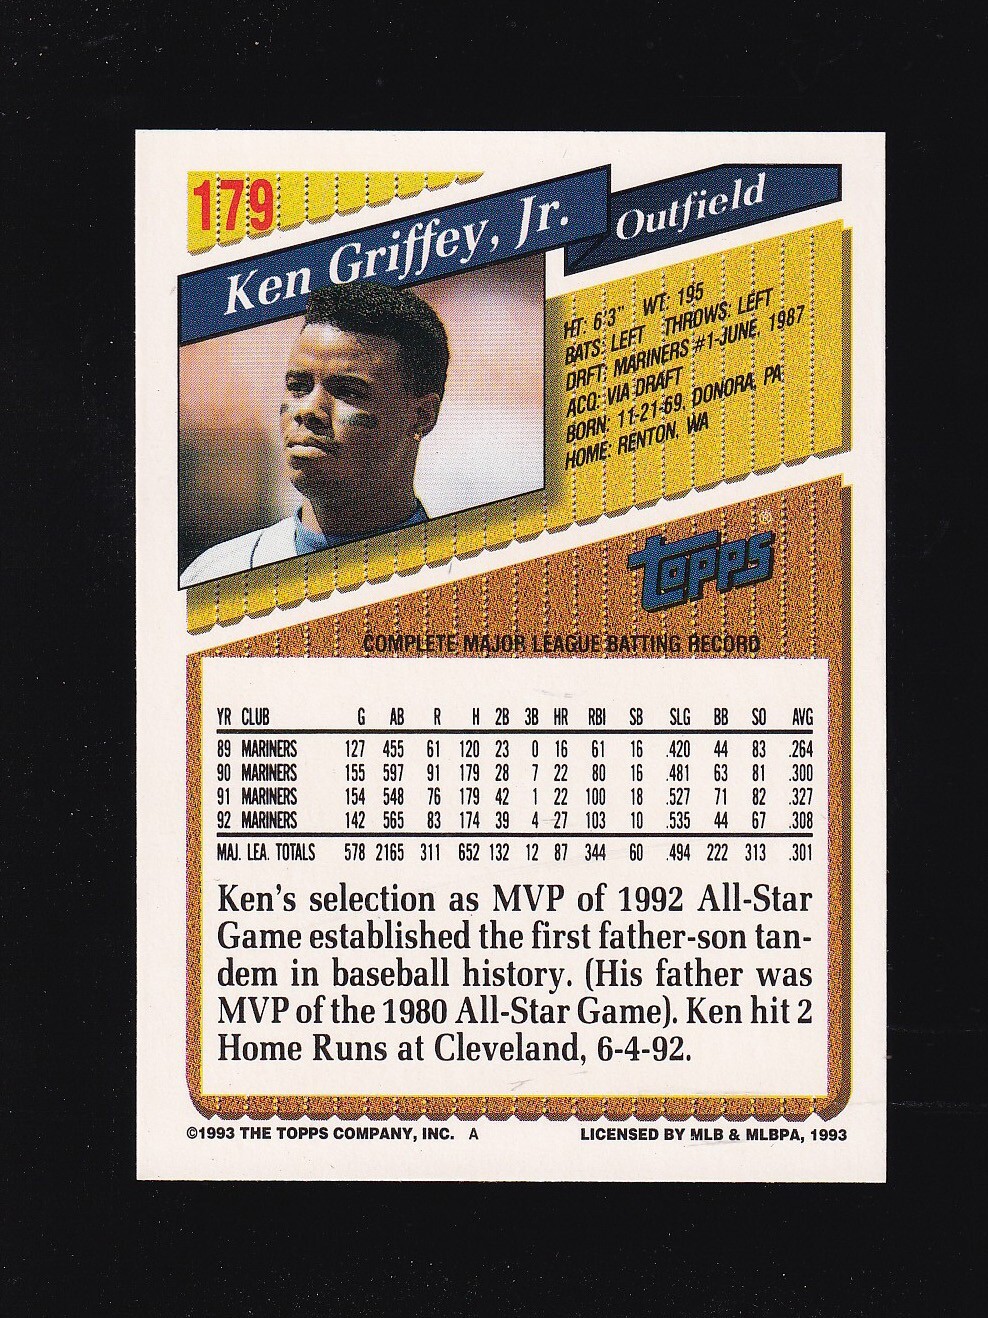 179
Ken Griffey, Jr.
Outfield
HT: 6'3" WT: 195
BATS: LEFT THROWS: LEFT
DRFT: MARINERS #1-JUNE, 1987
ACQ: VIA DRAFT
BORN: 11-21-69, DONORA, PA
HOME: RENTON, WA
Topps®
COMPLETE MAJOR LEAGUE BATTING RECORD
YR CLUB G AB R H 2B 3B HR RBI SB SLG BB SO AVG
89 MARINERS 127 455 61 120 23 0 16 61 16 .420 44 83 .264
90 MARINERS 155 597 91 179 28 7 22 80 16 .481 63 81 .300
91 MARINERS 154 548 76 179 42 1 22 100 18 .527 71 82 .327
92 MARINERS 142 565 83 174 39 4 27 103 10 .535 44 67 .308
MAJ. LEA. TOTALS 578 2165 311 652 132 12 87 344 60 .494 222 313 .301
Ken's selection as MVP of 1992 All-Star
Game established the first father-son tan-
dem in baseball history. (His father was
MVP of the 1980 All-Star Game). Ken hit 2
Home Runs at Cleveland, 6-4-92.
©1993 THE TOPPS COMPANY, INC. A
LICENSED BY MLB & MLBPA, 1993